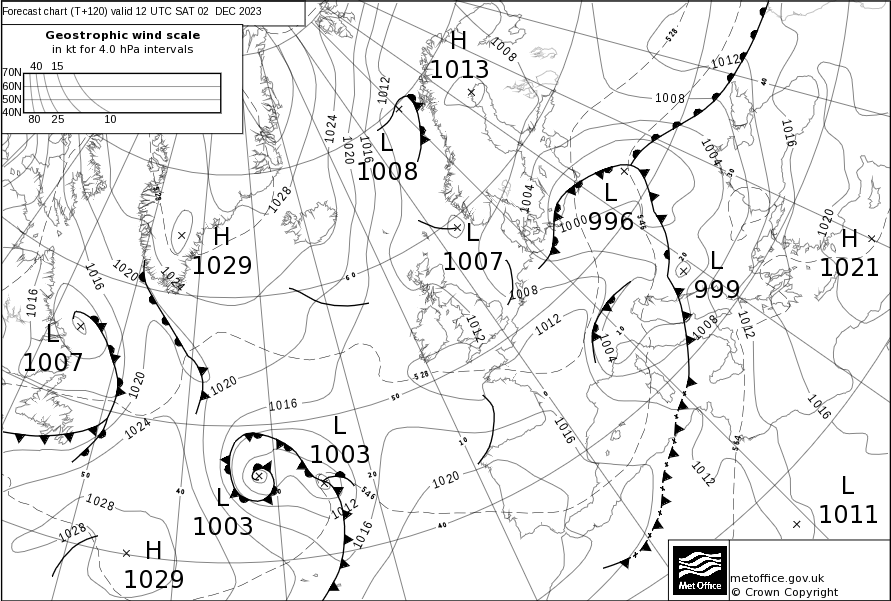 Forecast chart (T+120) valid 12 UTC SAT 02 DEC 2023
Geostrophic wind scale
in kt for 4.0 hPa intervals
40 15
70N
60N
50N
40N
80 25 10
H
1013
1008
1012
528
1012
40
1008
1012
1024
1020
1016
L
1008
1016
1004
30
528
1028
1004
L
996
1000
546
1020
H
1029
H
1021
L
1007
L
999
20
1016
1020
1024
60
1016
1008
L
1007
1012
1012
1004
10
1008
1012
1020
1020
528
50
0
1016
1016
1016
1024
L
1003
10
564
50
40
20
546
1020
1012
L
1003
1028
1012
40
L
1011
1028
H
1029
1016
Met Office
metoffice.gov.uk
© Crown Copyright